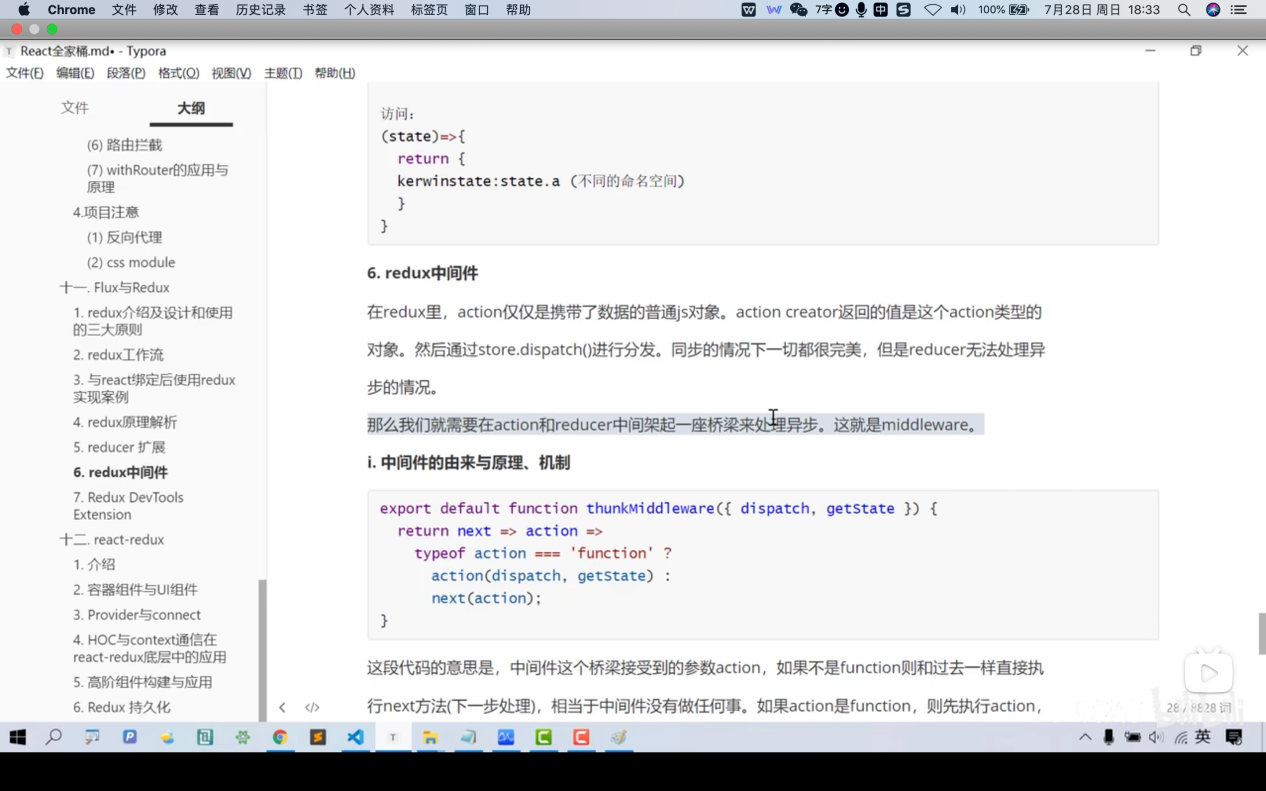 Chrome 文件 修改 查看 历史记录 书签 个人资料 标签页 窗口 帮助 7字 中 S 100% 7月28日 周日 18:33
T React全家桶.md• - Typora
文件(F) 编辑(E) 段落(P) 格式(O) 视图(V) 主题(T) 帮助(H)
文件 大纲
(6) 路由拦截
(7) withRouter的应用与
原理
4.项目注意
(1) 反向代理
(2) css module
十一. Flux与Redux
1. redux介绍及设计和使用
的三大原则
2. redux工作流
3. 与react绑定后使用redux
实现案例
4. redux原理解析
5. reducer 扩展
6. redux中间件
7. Redux DevTools
Extension
十二. react-redux
1. 介绍
2. 容器组件与UI组件
3. Provider与connect
4. HOC与context通信在
react-redux底层中的应用
5. 高阶组件构建与应用
6. Redux 持久化
访问：
(state)=>{
return {
kerwinstate:state.a (不同的命名空间)
}
}
6. redux中间件
在redux里，action仅仅是携带了数据的普通js对象。action creator返回的值是这个action类型的
对象。然后通过store.dispatch()进行分发。同步的情况下一切都很完美，但是reducer无法处理异
步的情况。
那么我们就需要在action和reducer中间架起一座桥梁来处理异步。这就是middleware。
i. 中间件的由来与原理、机制
export default function thunkMiddleware({ dispatch, getState }) {
return next => action =>
typeof action === 'function' ?
action(dispatch, getState) :
next(action);
}
这段代码的意思是，中间件这个桥梁接受到的参数action，如果不是function则和过去一样直接执
行next方法(下一步处理)，相当于中间件没有做任何事。如果action是function，则先执行action，
</> 28 / 8828 词
bilibili
英